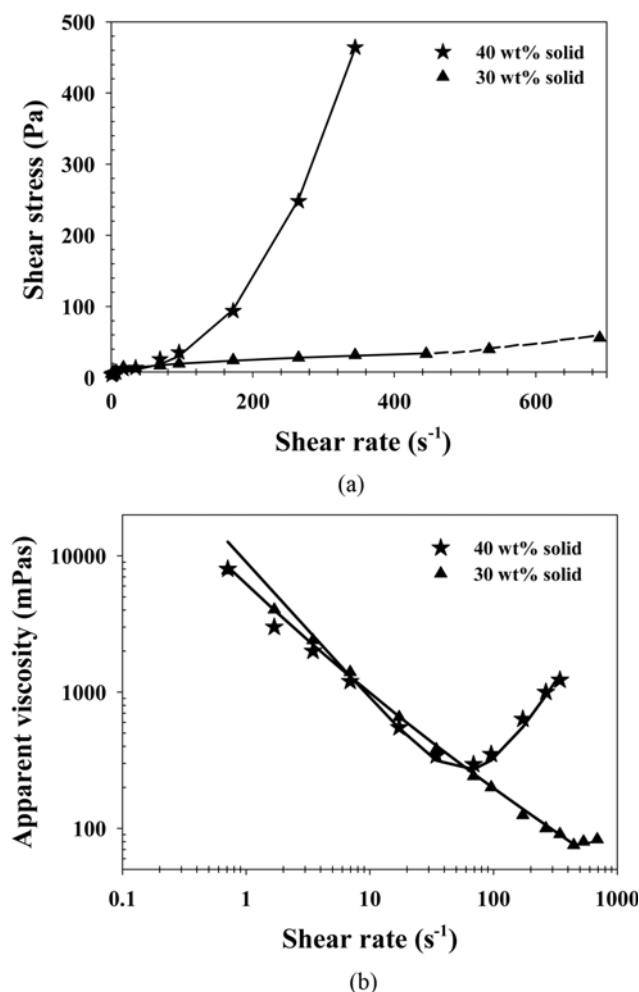 500
400
300
200
100
0
Shear stress (Pa)
40 wt% solid
30 wt% solid
0 200 400 600
Shear rate (s⁻¹)
(a)
10000
1000
100
Apparent viscosity (mPas)
40 wt% solid
30 wt% solid
0.1 1 10 100 1000
Shear rate (s⁻¹)
(b)